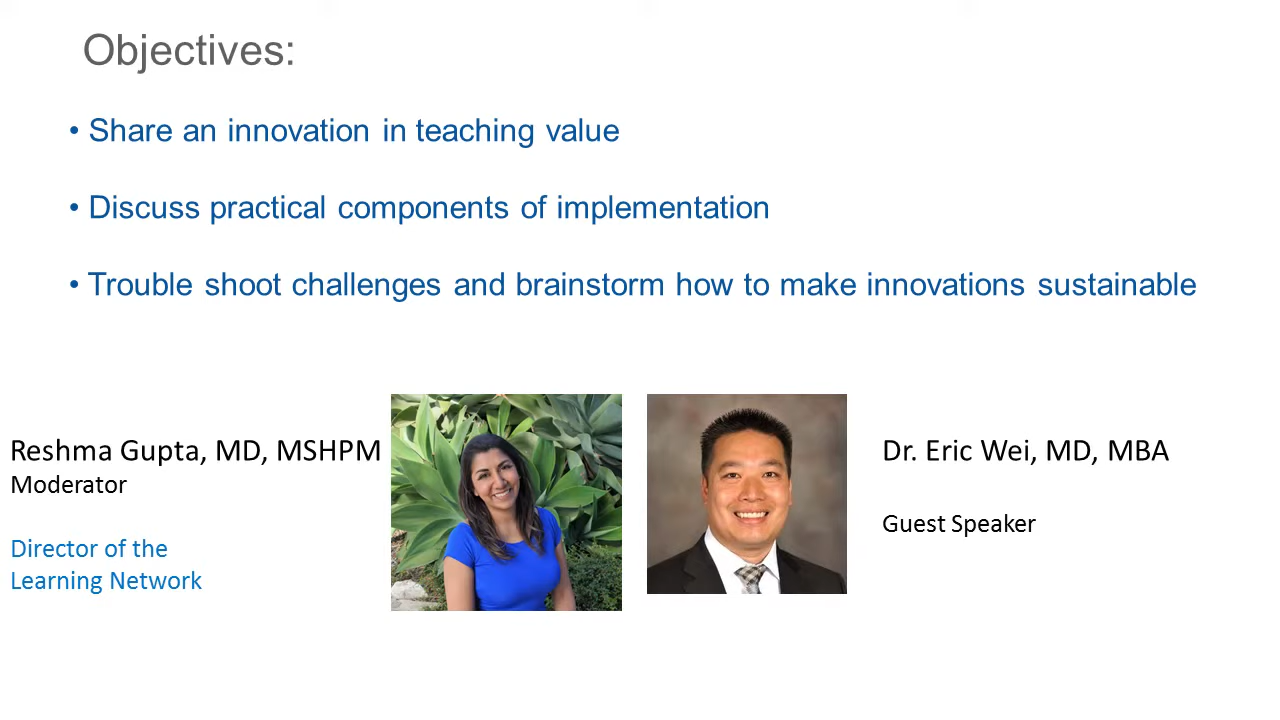 Objectives:
• Share an innovation in teaching value
• Discuss practical components of implementation
• Trouble shoot challenges and brainstorm how to make innovations sustainable
Reshma Gupta, MD, MSHPM
Moderator
Director of the
Learning Network
Dr. Eric Wei, MD, MBA
Guest Speaker